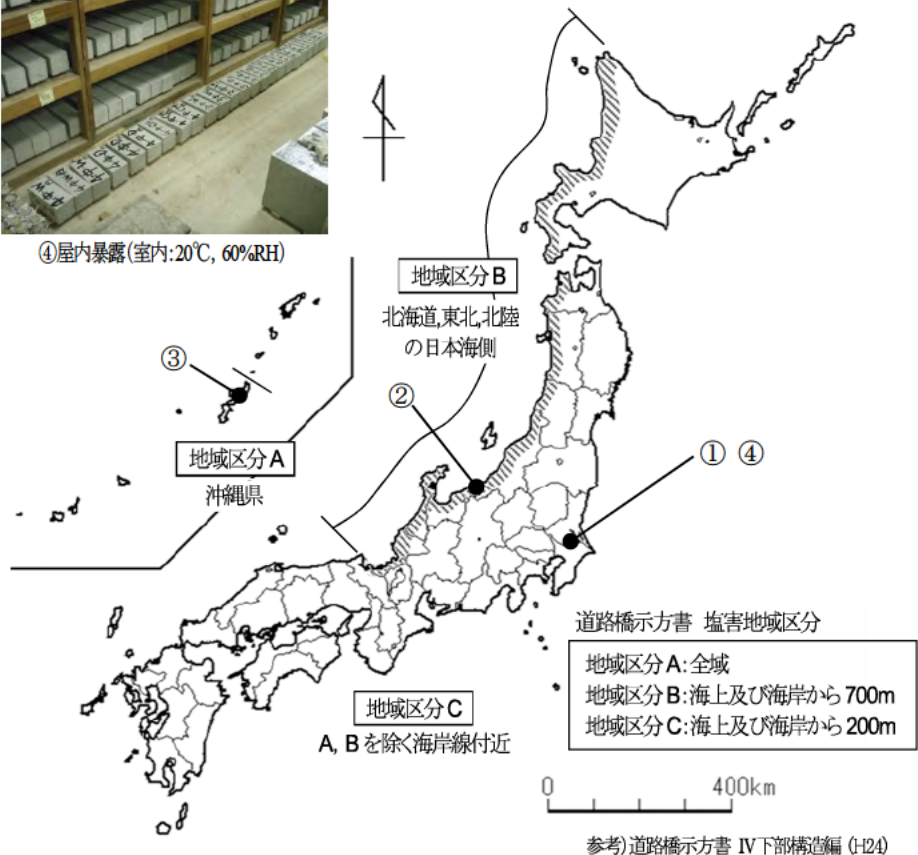 ④屋内暴露(室内:20℃, 60%RH)
地域区分B
北海道,東北,北陸
の日本海側
③
②
地域区分A
沖縄県
① ④
道路橋示方書 塩害地域区分
地域区分A:全域
地域区分B:海上及び海岸から700m
地域区分C:海上及び海岸から200m
地域区分C
A, Bを除く海岸線付近
0 400km
参考)道路橋示方書 Ⅳ下部構造編 (H24)